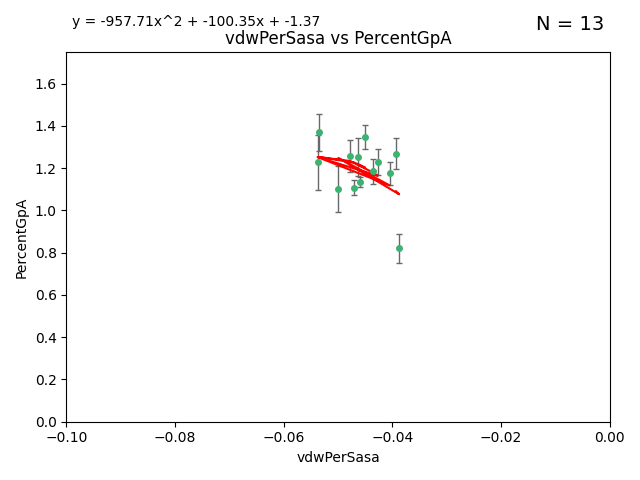 y = -957.71x^2 + -100.35x + -1.37
N = 13
vdwPerSasa vs PercentGpA
PercentGpA
1.6
1.4
1.2
1.0
0.8
0.6
0.4
0.2
0.0
−0.10 −0.08 −0.06 −0.04 −0.02 0.00
vdwPerSasa